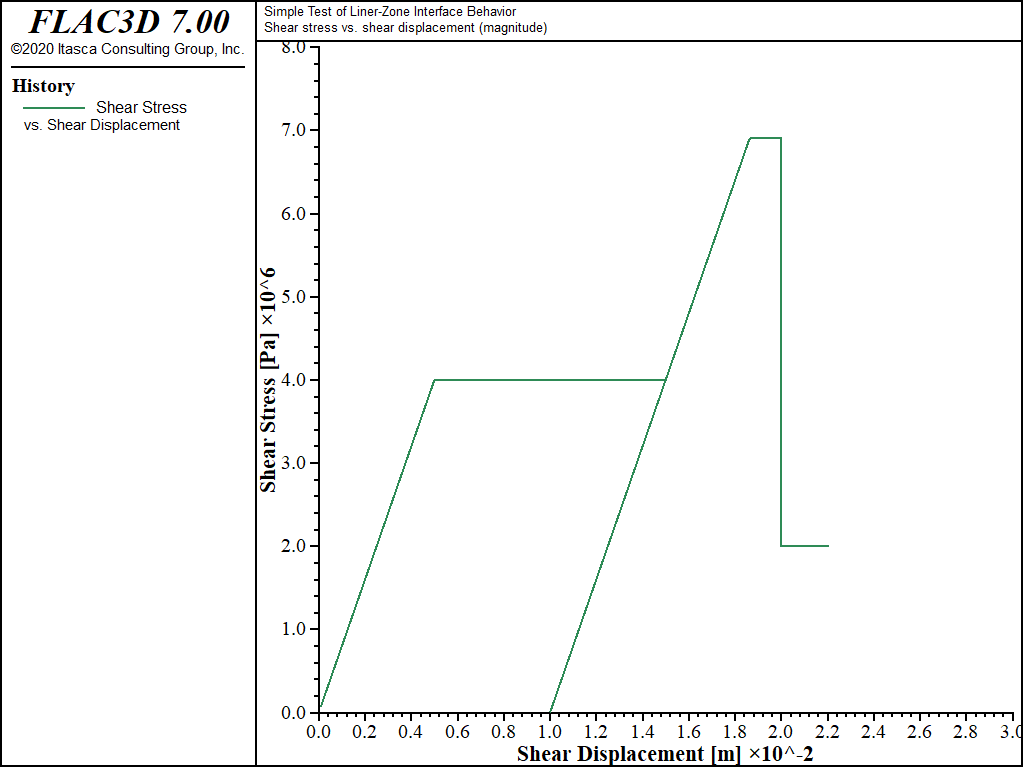 FLAC3D 7.00
©2020 Itasca Consulting Group, Inc.
History
Shear Stress
vs. Shear Displacement
Simple Test of Liner-Zone Interface Behavior
Shear stress vs. shear displacement (magnitude)
Shear Stress [Pa] ×10^6
8.0
7.0
6.0
5.0
4.0
3.0
2.0
1.0
0.0
0.0 0.2 0.4 0.6 0.8 1.0 1.2 1.4 1.6 1.8 2.0 2.2 2.4 2.6 2.8 3.0
Shear Displacement [m] ×10^-2